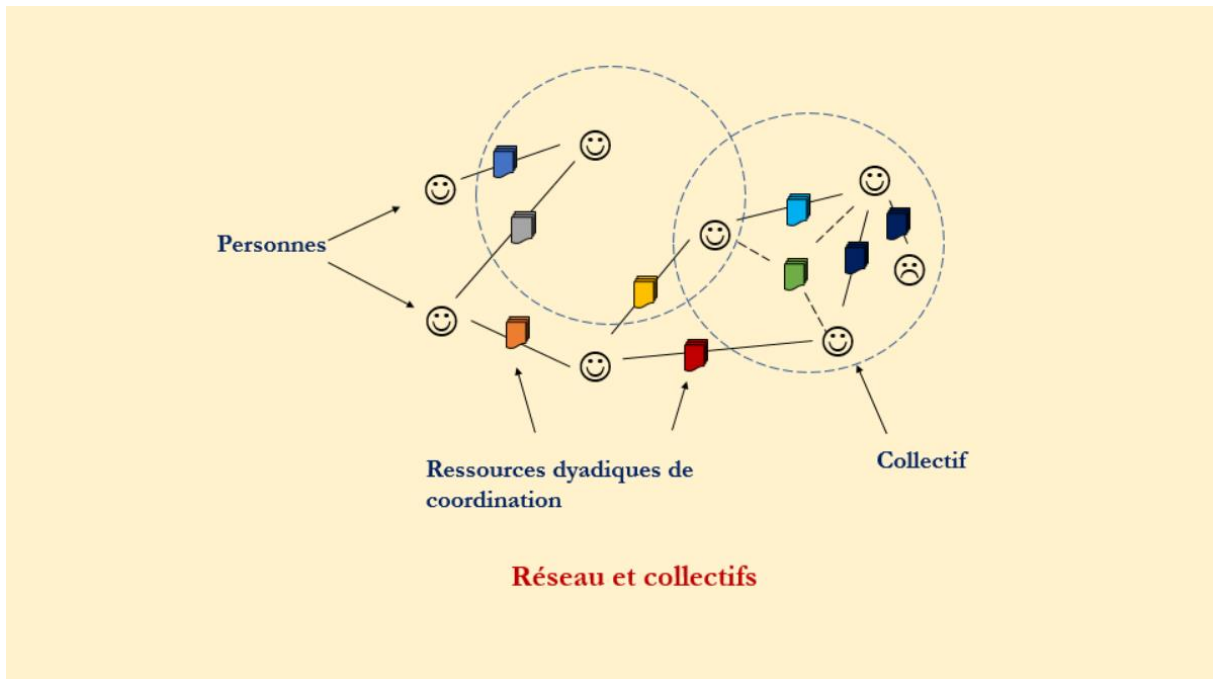 Personnes
Ressources dyadiques de
coordination
Collectif
Réseau et collectifs